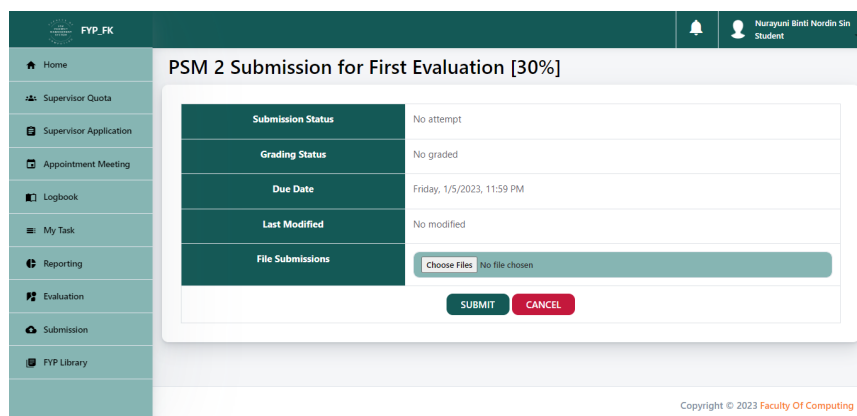 FYP_FK
Nurayuni Binti Nordin Sin
Student
Home
Supervisor Quota
Supervisor Application
Appointment Meeting
Logbook
My Task
Reporting
Evaluation
Submission
FYP Library
PSM 2 Submission for First Evaluation [30%]
Submission Status No attempt
Grading Status No graded
Due Date Friday, 1/5/2023, 11:59 PM
Last Modified No modified
File Submissions Choose Files No file chosen
SUBMIT CANCEL
Copyright © 2023 Faculty Of Computing